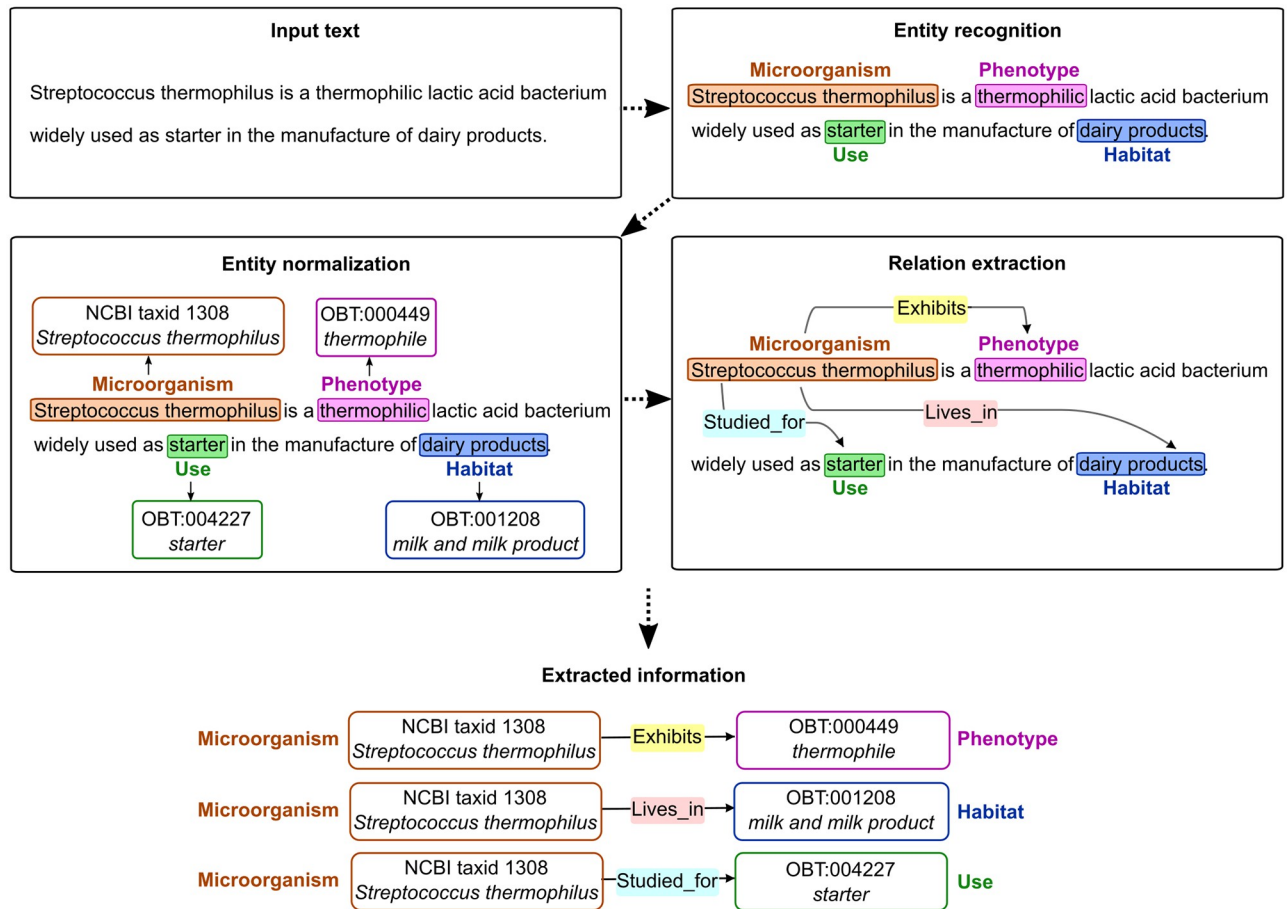 Input text
Streptococcus thermophilus is a thermophilic lactic acid bacterium
widely used as starter in the manufacture of dairy products.
Entity recognition
Microorganism Phenotype
Streptococcus thermophilus is a thermophilic lactic acid bacterium
widely used as starter in the manufacture of dairy products.
Use Habitat
Entity normalization
NCBI taxid 1308 OBT:000449
Streptococcus thermophilus thermophile
Microorganism Phenotype
Streptococcus thermophilus is a thermophilic lactic acid bacterium
widely used as starter in the manufacture of dairy products.
Use Habitat
OBT:004227 OBT:001208
starter milk and milk product
Relation extraction
Exhibits
Microorganism Phenotype
Streptococcus thermophilus is a thermophilic lactic acid bacterium
Studied_for Lives_in
widely used as starter in the manufacture of dairy products.
Use Habitat
Extracted information
NCBI taxid 1308 OBT:000449
Microorganism Exhibits Phenotype
Streptococcus thermophilus thermophile
NCBI taxid 1308 OBT:001208
Microorganism Lives_in Habitat
Streptococcus thermophilus milk and milk product
NCBI taxid 1308 OBT:004227
Microorganism Studied_for Use
Streptococcus thermophilus starter